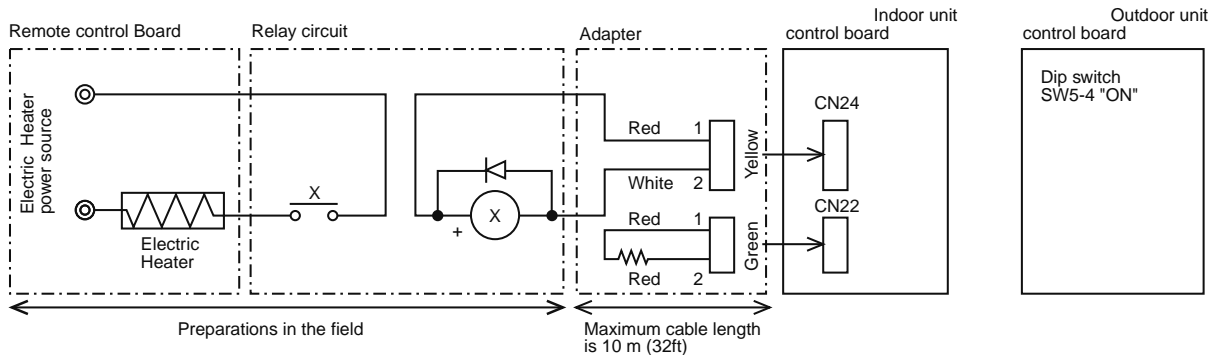 Remote control Board
Relay circuit
Adapter
Indoor unit
control board
Outdoor unit
control board
Electric Heater
power source
Dip switch
SW5-4 "ON"
CN24
Red 1
Yellow
White 2
X
X
+
CN22
Red 1
Green
Red 2
Electric
Heater
Preparations in the field
Maximum cable length
is 10 m (32ft)